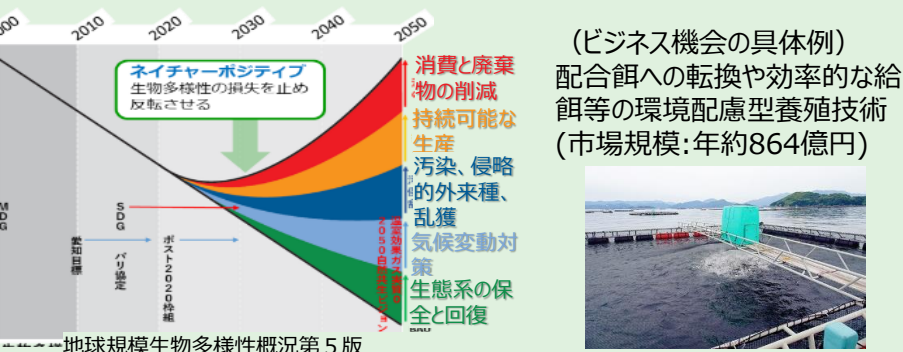 2010
2020
2030
2040
2050
ネイチャーポジティブ
生物多様性の損失を止め
反転させる
消費と廃棄
物の削減
持続可能な
生産
汚染、侵略
的外来種、
乱獲
気候変動対
策
生態系の保
全と回復
SDG
愛知目標
パリ協定
ポスト2020枠組
地球規模生物多様性概況第5版
(ビジネス機会の具体例)
配合餌への転換や効率的な給
餌等の環境配慮型養殖技術
(市場規模:年約864億円)